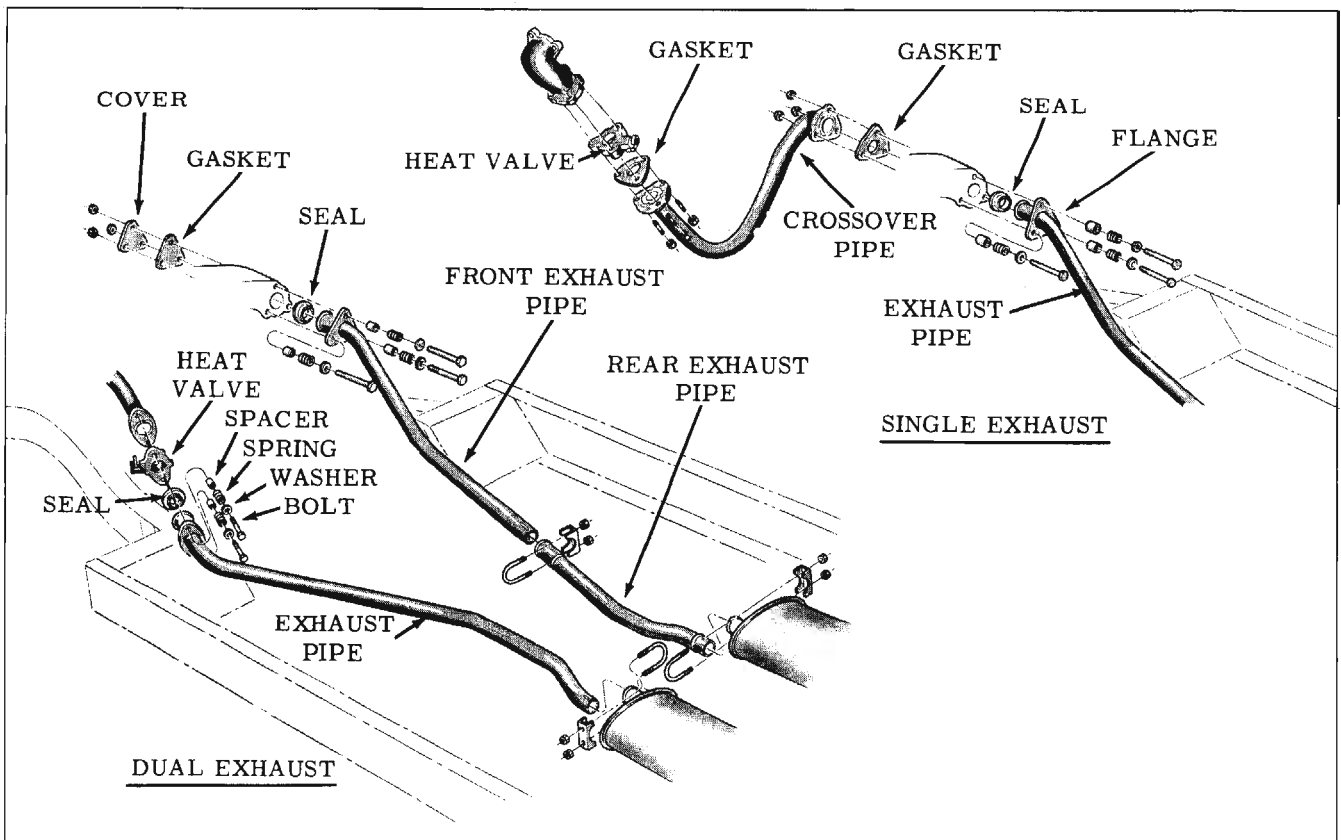 GASKET
GASKET
COVER
SEAL
GASKET
HEAT VALVE
FLANGE
SEAL
CROSSOVER
PIPE
FRONT EXHAUST
PIPE
EXHAUST
PIPE
HEAT
VALVE
REAR EXHAUST
PIPE
SPACER
SINGLE EXHAUST
SPRING
WASHER
SEAL
BOLT
EXHAUST
PIPE
DUAL EXHAUST